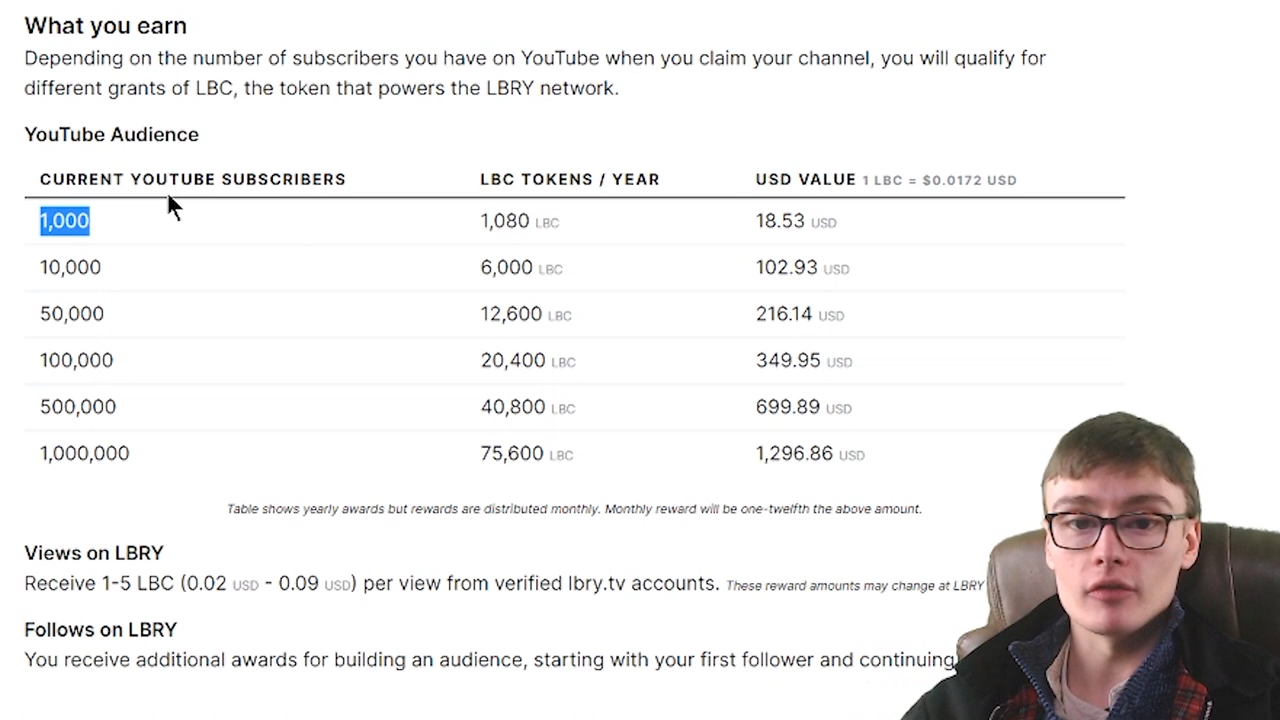 What you earn
Depending on the number of subscribers you have on YouTube when you claim your channel, you will qualify for
different grants of LBC, the token that powers the LBRY network.
YouTube Audience
CURRENT YOUTUBE SUBSCRIBERS LBC TOKENS / YEAR USD VALUE 1 LBC = $0.0172 USD
1,000 1,080 LBC 18.53 USD
10,000 6,000 LBC 102.93 USD
50,000 12,600 LBC 216.14 USD
100,000 20,400 LBC 349.95 USD
500,000 40,800 LBC 699.89 USD
1,000,000 75,600 LBC 1,296.86 USD
Table shows yearly awards but rewards are distributed monthly. Monthly reward will be one-twelfth the above amount.
Views on LBRY
Receive 1-5 LBC (0.02 USD - 0.09 USD) per view from verified lbry.tv accounts. These reward amounts may change at LBRY
Follows on LBRY
You receive additional awards for building an audience, starting with your first follower and continuing